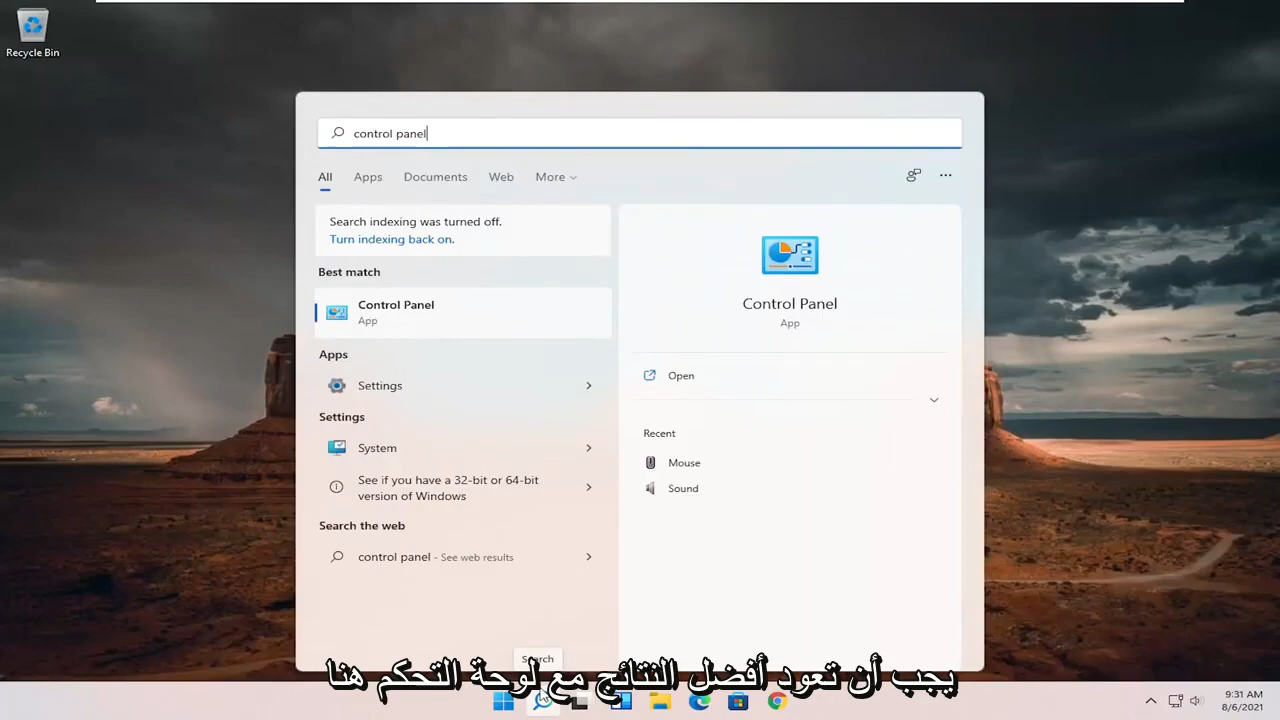 Recycle Bin
control panel
All
Apps
Documents
Web
More
Search indexing was turned off.
Turn indexing back on.
Best match
Control Panel
App
Apps
Settings
Settings
System
See if you have a 32-bit or 64-bit
version of Windows
Search the web
control panel - See web results
Control Panel
App
Open
Recent
Mouse
Sound
Search
يجب أن تعود أفضل النتائج مع لوحة التحكم هنا
9:31 AM
8/6/2021